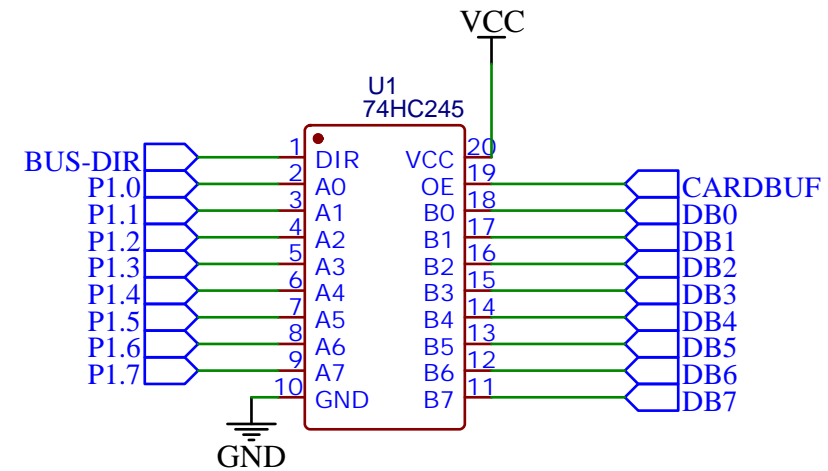 VCC
U1
74HC245
BUS-DIR 1 DIR VCC 20
P1.0 2 A0 OE 19 CARDBUF
P1.1 3 A1 B0 18 DB0
P1.2 4 A2 B1 17 DB1
P1.3 5 A3 B2 16 DB2
P1.4 6 A4 B3 15 DB3
P1.5 7 A5 B4 14 DB4
P1.6 8 A6 B5 13 DB5
P1.7 9 A7 B6 12 DB6
10 GND B7 11 DB7
GND